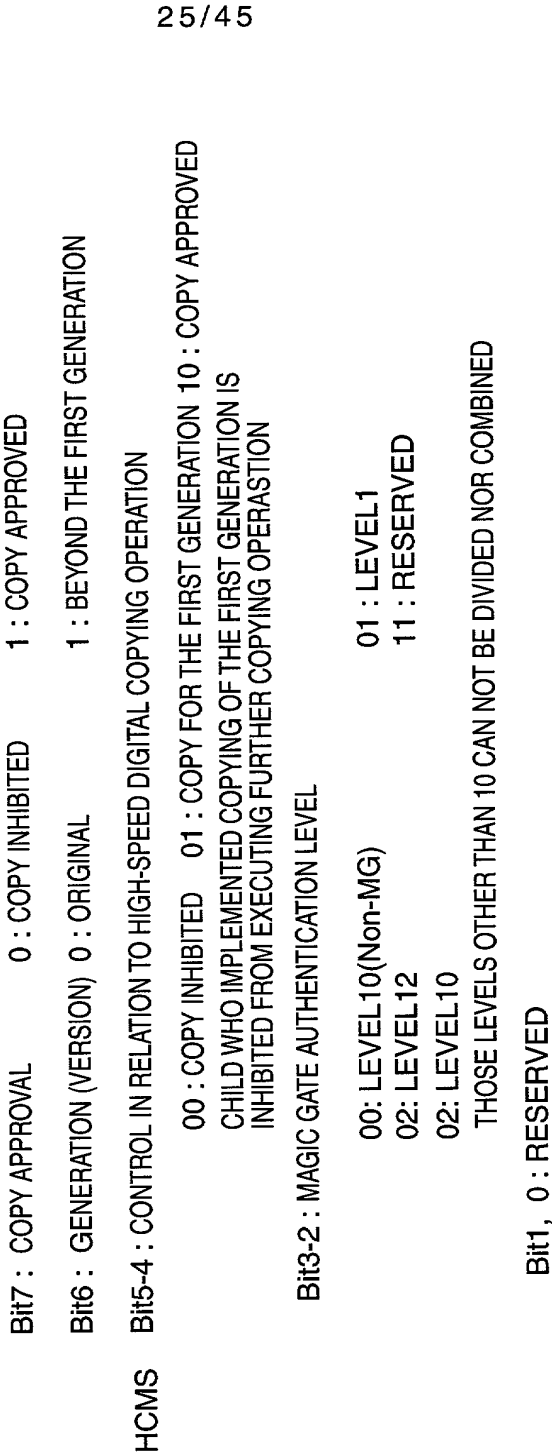 25/45
Bit7 : COPY APPROVAL 0 : COPY INHIBITED 1 : COPY APPROVED
Bit6 : GENERATION (VERSION) 0 : ORIGINAL 1 : BEYOND THE FIRST GENERATION
HCMS Bit5-4 : CONTROL IN RELATION TO HIGH-SPEED DIGITAL COPYING OPERATION
00 : COPY INHIBITED 01 : COPY FOR THE FIRST GENERATION 10 : COPY APPROVED
CHILD WHO IMPLEMENTED COPYING OF THE FIRST GENERATION IS
INHIBITED FROM EXECUTING FURTHER COPYING OPERASTION
Bit3-2 : MAGIC GATE AUTHENTICATION LEVEL
00: LEVEL10(Non-MG) 01 : LEVEL1
02: LEVEL12 11 : RESERVED
02: LEVEL10
THOSE LEVELS OTHER THAN 10 CAN NOT BE DIVIDED NOR COMBINED
Bit1, 0 : RESERVED